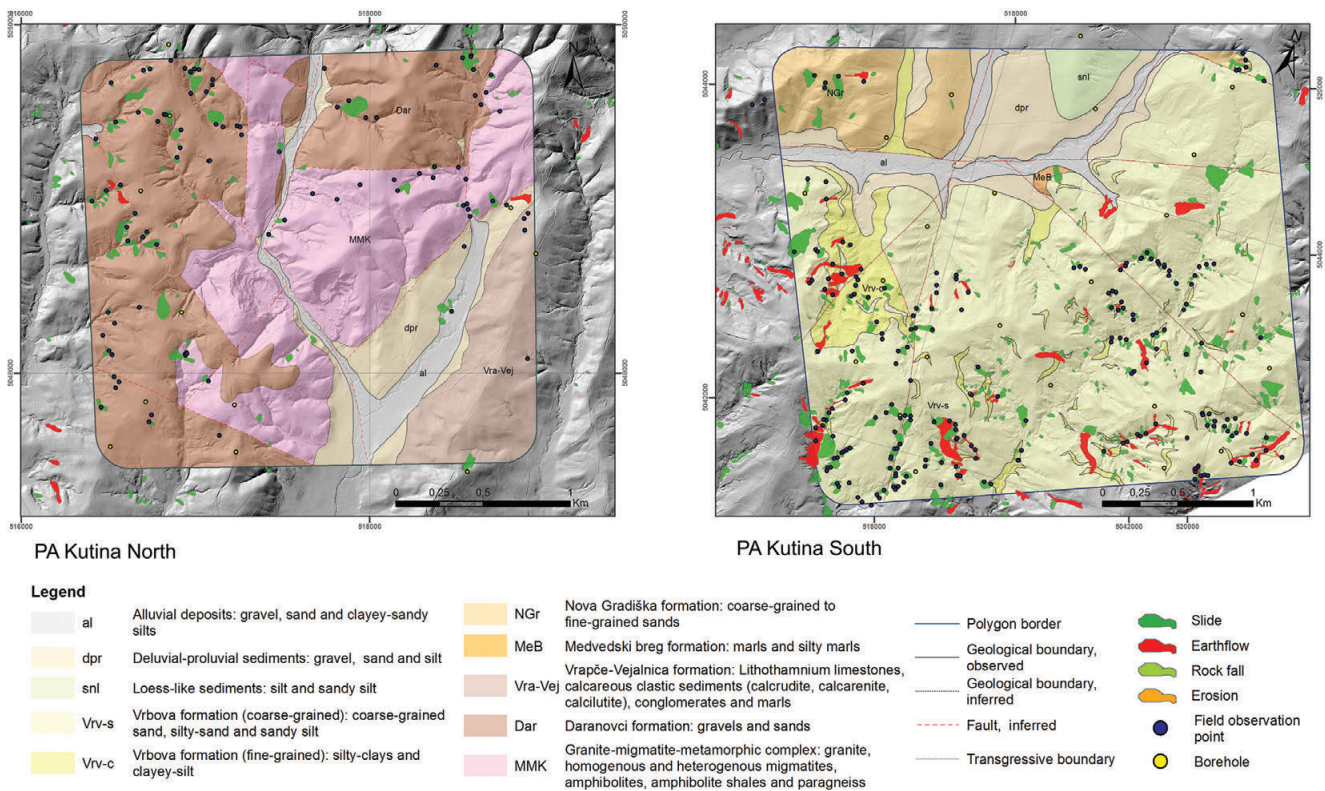 516000
518000
5050000
5050000
N
Dar
MMK
dpr
al
Vra-Vej
5048000
5048000
0 0,25 0,5 1
Km
516000
518000
PA Kutina North
518000
N
5044000
520000
NGr
snl
dpr
al
MeB
Vrv-c
5044000
5042000
Vrv-s
0 0,25 0,5 1
Km
518000
5042000
520000
PA Kutina South
Legend
al
Alluvial deposits: gravel, sand and clayey-sandy
silts
dpr
Deluvial-proluvial sediments: gravel, sand and silt
snl
Loess-like sediments: silt and sandy silt
Vrv-s
Vrbova formation (coarse-grained): coarse-grained
sand, silty-sand and sandy silt
Vrv-c
Vrbova formation (fine-grained): silty-clays and
clayey-silt
NGr
Nova Gradiška formation: coarse-grained to
fine-grained sands
MeB
Medvedski breg formation: marls and silty marls
Vra-Vej
Vrapče-Vejalnica formation: Lithothamnium limestones,
calcareous clastic sediments (calcrudite, calcarenite,
calcilutite), conglomerates and marls
Dar
Daranovci formation: gravels and sands
MMK
Granite-migmatite-metamorphic complex: granite,
homogenous and heterogenous migmatites,
amphibolites, amphibolite shales and paragneiss
Polygon border
Geological boundary,
observed
Geological boundary,
inferred
Fault, inferred
Transgressive boundary
Slide
Earthflow
Rock fall
Erosion
Field observation
point
Borehole